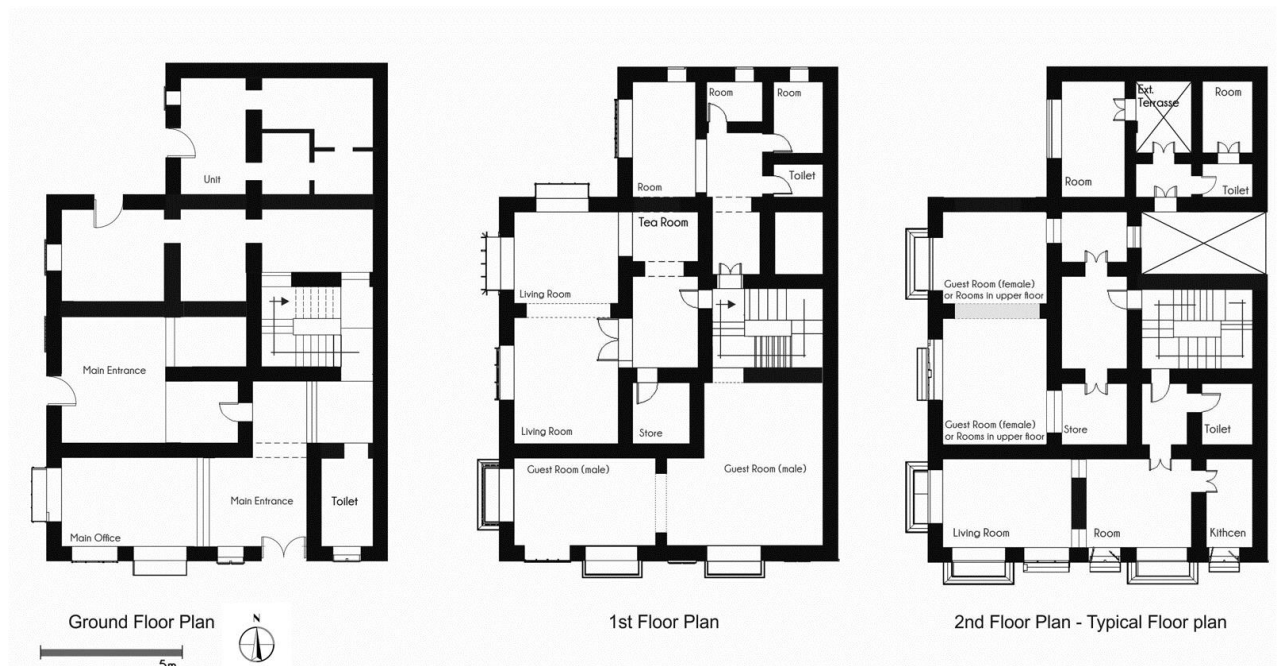 Unit
Main Entrance
Main Entrance
Toilet
Main Office
Ground Floor Plan
N
5m
Room
Room
Room
Toilet
Tea Room
Living Room
Living Room
Store
Guest Room (male)
Guest Room (male)
1st Floor Plan
Ext.
Terrasse
Room
Room
Toilet
Guest Room (female)
or Rooms in upper floor
Guest Room (female)
or Rooms in upper floor
Store
Toilet
Living Room
Room
Kithcen
2nd Floor Plan - Typical Floor plan